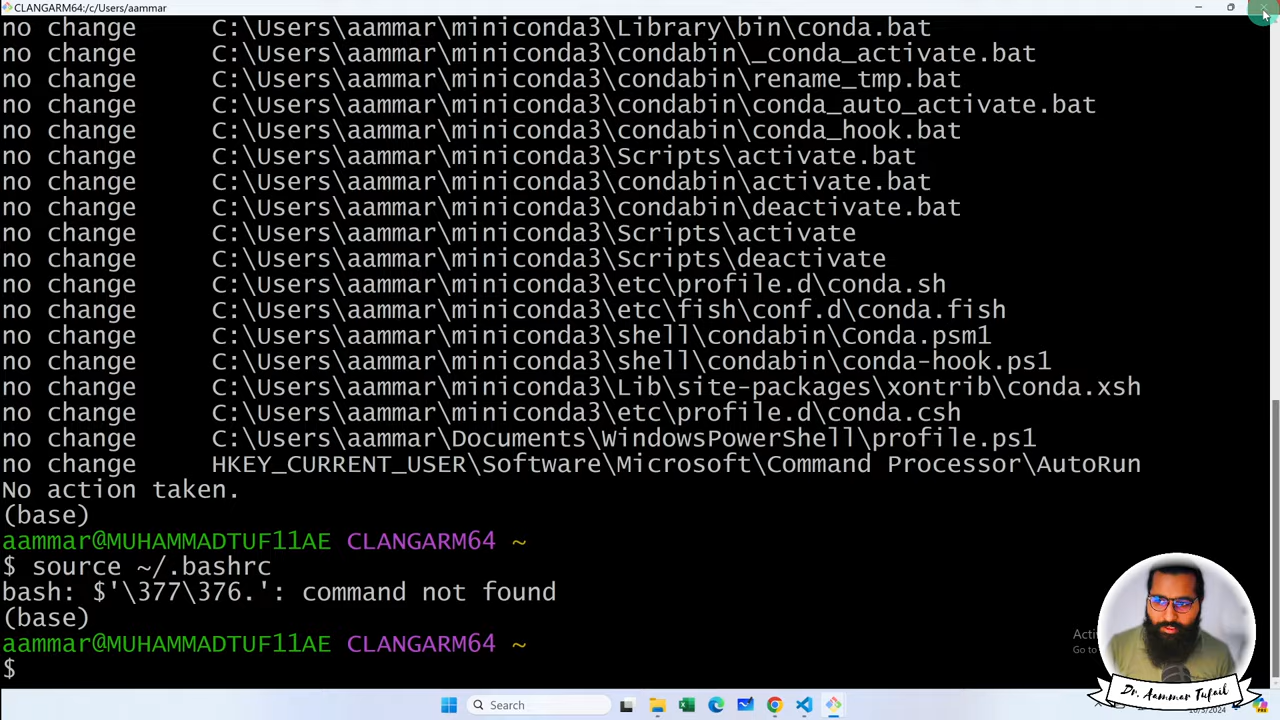 CLANGARM64:/c/Users/aammar
no change C:\Users\aammar\miniconda3\Library\bin\conda.bat
no change C:\Users\aammar\miniconda3\condabin\_conda_activate.bat
no change C:\Users\aammar\miniconda3\condabin\rename_tmp.bat
no change C:\Users\aammar\miniconda3\condabin\conda_auto_activate.bat
no change C:\Users\aammar\miniconda3\condabin\conda_hook.bat
no change C:\Users\aammar\miniconda3\Scripts\activate.bat
no change C:\Users\aammar\miniconda3\condabin\activate.bat
no change C:\Users\aammar\miniconda3\condabin\deactivate.bat
no change C:\Users\aammar\miniconda3\Scripts\activate
no change C:\Users\aammar\miniconda3\Scripts\deactivate
no change C:\Users\aammar\miniconda3\etc\profile.d\conda.sh
no change C:\Users\aammar\miniconda3\etc\fish\conf.d\conda.fish
no change C:\Users\aammar\miniconda3\shell\condabin\Conda.psm1
no change C:\Users\aammar\miniconda3\shell\condabin\conda-hook.ps1
no change C:\Users\aammar\miniconda3\Lib\site-packages\xontrib\conda.xsh
no change C:\Users\aammar\miniconda3\etc\profile.d\conda.csh
no change C:\Users\aammar\Documents\WindowsPowerShell\profile.ps1
no change HKEY_CURRENT_USER\Software\Microsoft\Command Processor\AutoRun
No action taken.
(base)
aammar@MUHAMMADTUF11AE CLANGARM64 ~
$ source ~/.bashrc
bash: $'\377\376.': command not found
(base)
aammar@MUHAMMADTUF11AE CLANGARM64 ~
$
Go to
Dr. Aammar Tufail
Search